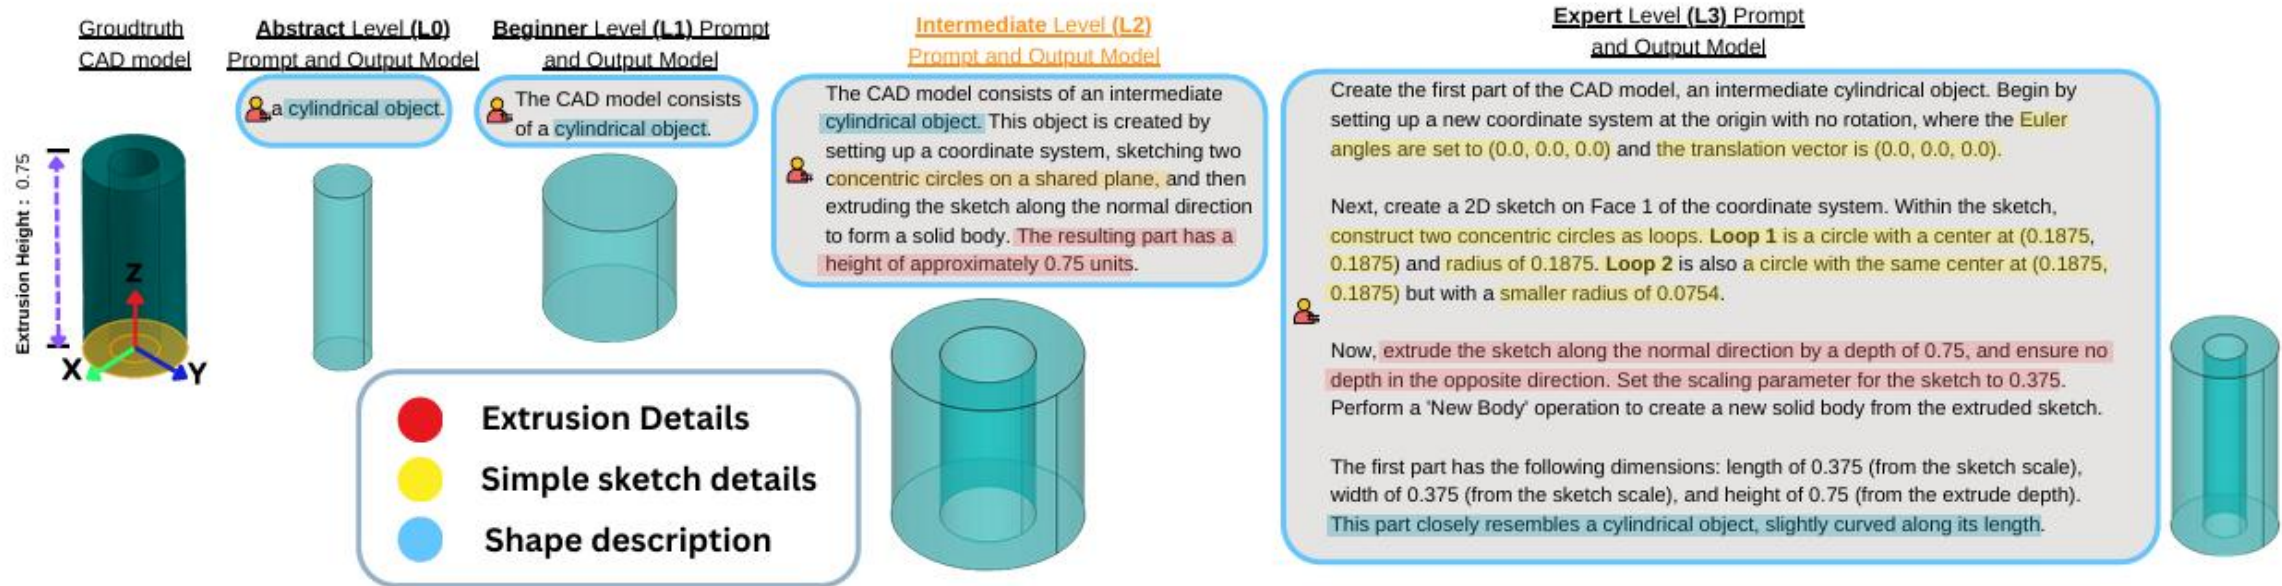 Groudtruth
CAD model
Extrusion Height : 0.75
Z
X
Y
Abstract Level (L0)
Prompt and Output Model
a cylindrical object.
Beginner Level (L1) Prompt
and Output Model
The CAD model consists
of a cylindrical object.
Intermediate Level (L2)
Prompt and Output Model
The CAD model consists of an intermediate
cylindrical object. This object is created by
setting up a coordinate system, sketching two
concentric circles on a shared plane, and then
extruding the sketch along the normal direction
to form a solid body. The resulting part has a
height of approximately 0.75 units.
Expert Level (L3) Prompt
and Output Model
Create the first part of the CAD model, an intermediate cylindrical object. Begin by
setting up a new coordinate system at the origin with no rotation, where the Euler
angles are set to (0.0, 0.0, 0.0) and the translation vector is (0.0, 0.0, 0.0).
Next, create a 2D sketch on Face 1 of the coordinate system. Within the sketch,
construct two concentric circles as loops. Loop 1 is a circle with a center at (0.1875,
0.1875) and radius of 0.1875. Loop 2 is also a circle with the same center at (0.1875,
0.1875) but with a smaller radius of 0.0754.
Now, extrude the sketch along the normal direction by a depth of 0.75, and ensure no
depth in the opposite direction. Set the scaling parameter for the sketch to 0.375.
Perform a 'New Body' operation to create a new solid body from the extruded sketch.
The first part has the following dimensions: length of 0.375 (from the sketch scale),
width of 0.375 (from the sketch scale), and height of 0.75 (from the extrude depth).
This part closely resembles a cylindrical object, slightly curved along its length.
Extrusion Details
Simple sketch details
Shape description